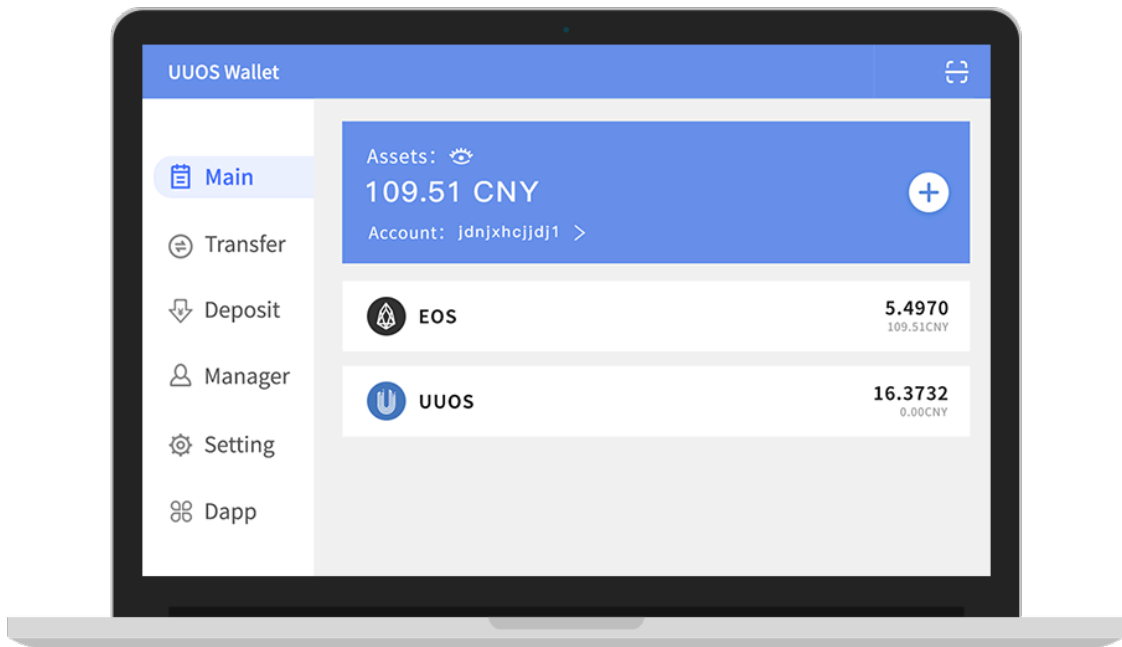 UUOS Wallet
Main
Transfer
Deposit
Manager
Setting
Dapp
Assets:
109.51 CNY
Account: jdnjxhcjjdj1
EOS
5.4970
109.51CNY
UUOS
16.3732
0.00CNY